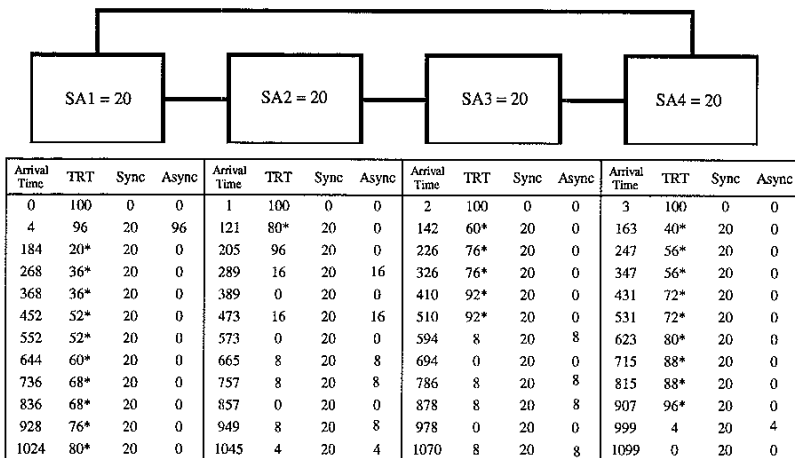 SA1 = 20 SA2 = 20 SA3 = 20 SA4 = 20
Arrival Time TRT Sync Async Arrival Time TRT Sync Async Arrival Time TRT Sync Async Arrival Time TRT Sync Async
0 100 0 0 1 100 0 0 2 100 0 0 3 100 0 0
4 96 20 96 121 80* 20 0 142 60* 20 0 163 40* 20 0
184 20* 20 0 205 96 20 0 226 76* 20 0 247 56* 20 0
268 36* 20 0 289 16 20 16 326 76* 20 0 347 56* 20 0
368 36* 20 0 389 0 20 0 410 92* 20 0 431 72* 20 0
452 52* 20 0 473 16 20 16 510 92* 20 0 531 72* 20 0
552 52* 20 0 573 0 20 0 594 8 20 8 623 80* 20 0
644 60* 20 0 665 8 20 8 694 0 20 0 715 88* 20 0
736 68* 20 0 757 8 20 8 786 8 20 8 815 88* 20 0
836 68* 20 0 857 0 20 0 878 8 20 8 907 96* 20 0
928 76* 20 0 949 8 20 8 978 0 20 0 999 4 20 4
1024 80* 20 0 1045 4 20 4 1070 8 20 8 1099 0 20 0